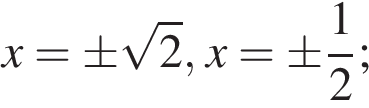 x = ±√2, x = ±1/2;